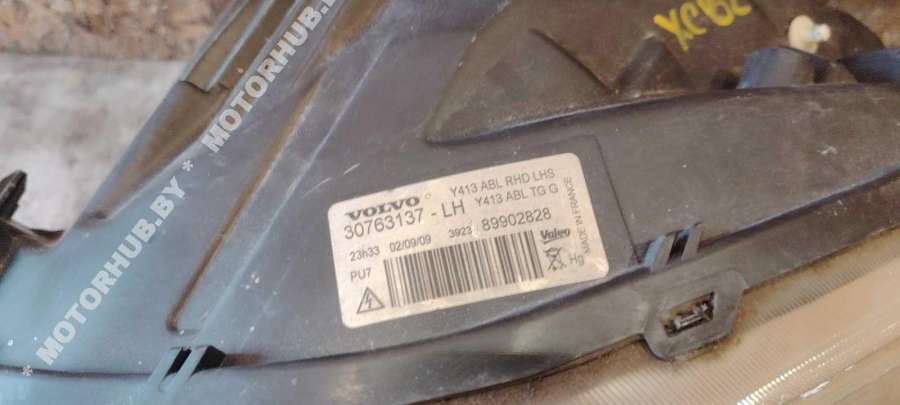 XC60
VOLVO
Y413 ABL RHD LHS
30763137 - LH
Y413 ABL TG G
23h33 02/09/09 3923 89902828
PU7
Valeo
Hg
MADE IN FRANCE
* MOTORHUB.BY * MOTORHUB.BY